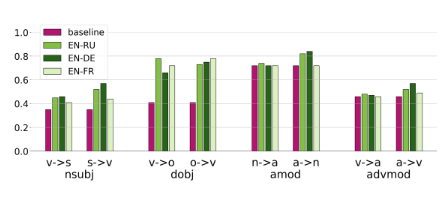 baseline
EN-RU
EN-DE
EN-FR
1.0
0.8
0.6
0.4
0.2
0.0
v->s s->v v->o o->v n->a a->n v->a a->v
nsubj dobj amod advmod